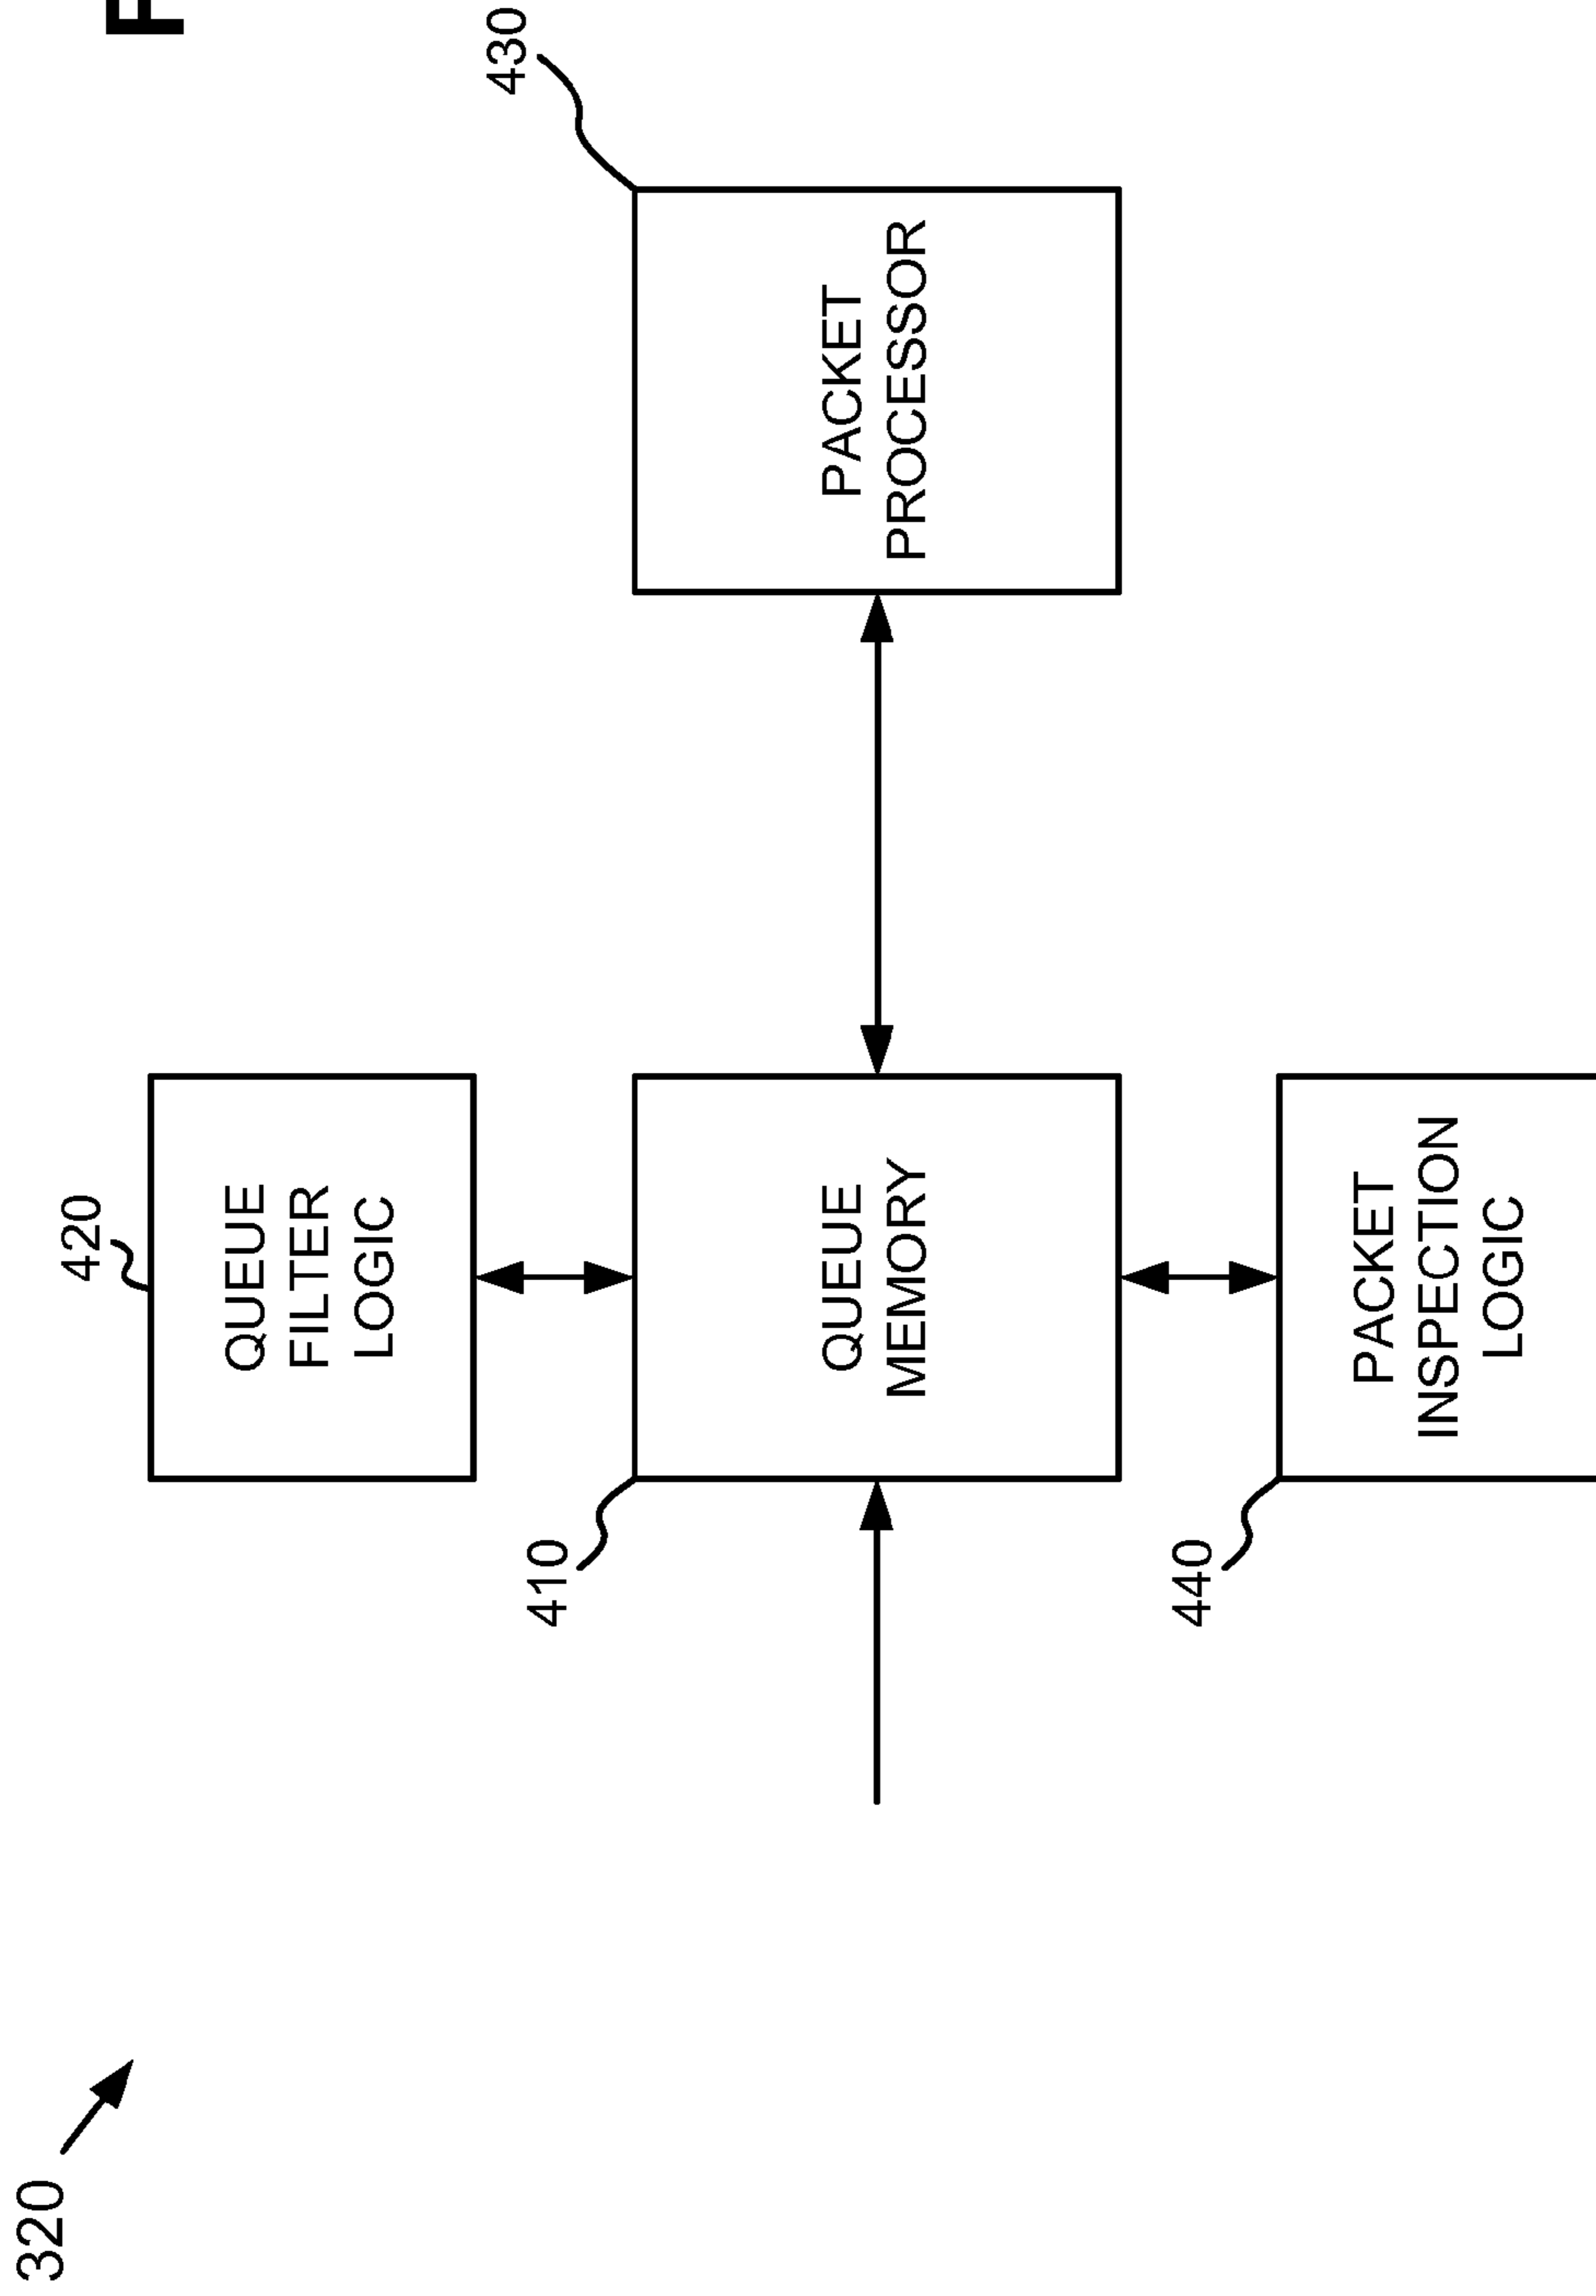 320
F
420
QUEUE
FILTER
LOGIC
410
QUEUE
MEMORY
430
PACKET
PROCESSOR
440
PACKET
INSPECTION
LOGIC